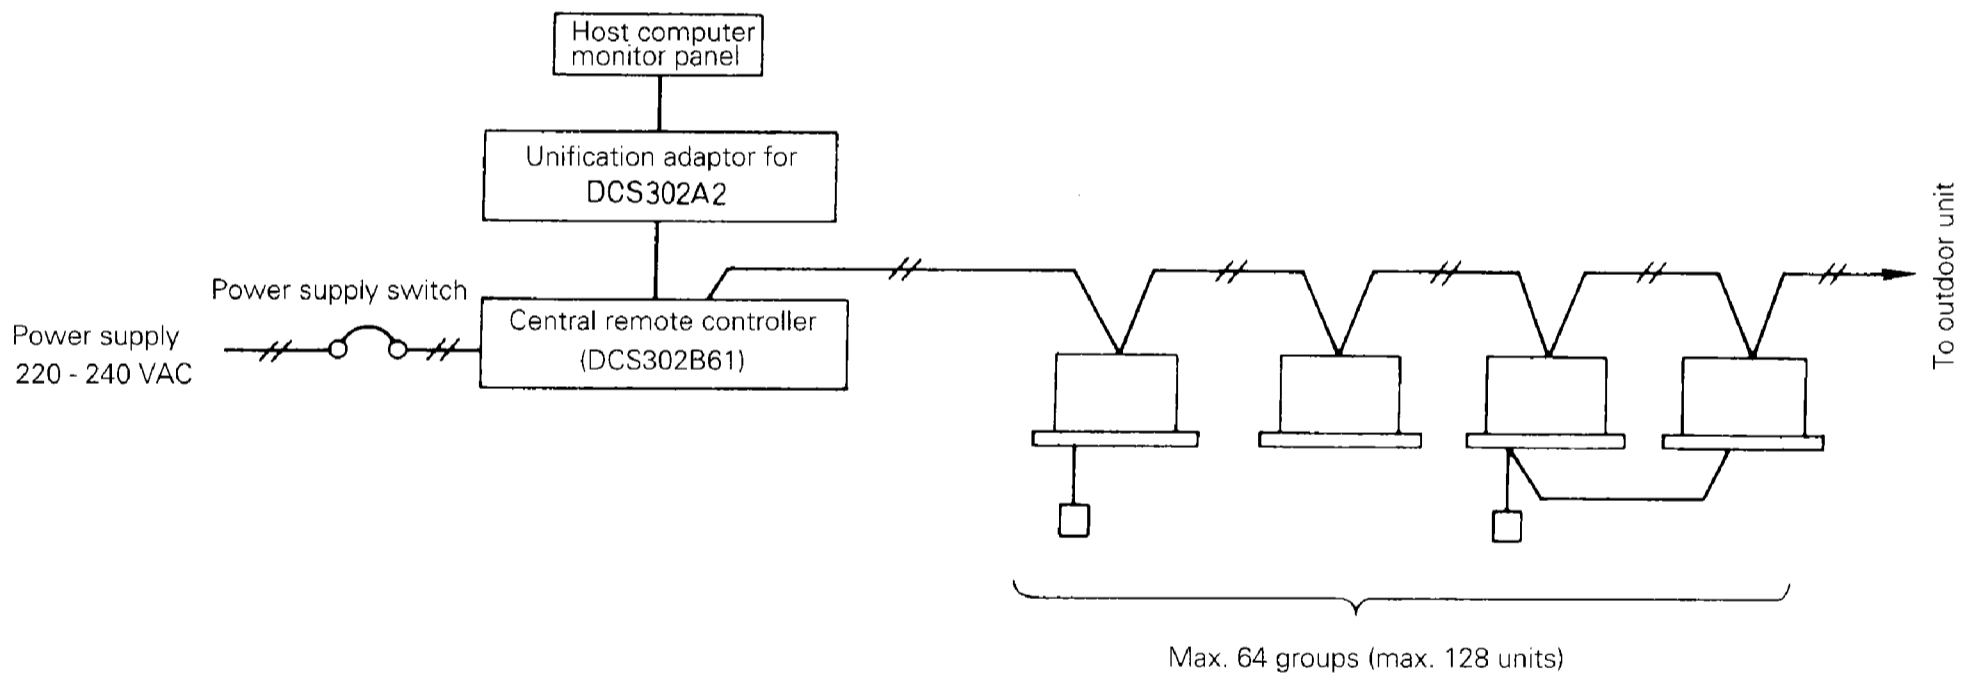 Host computer
monitor panel
Unification adaptor for
DCS302A2
Power supply switch
Power supply
220 - 240 VAC
Central remote controller
(DCS302B61)
To outdoor unit
Max. 64 groups (max. 128 units)